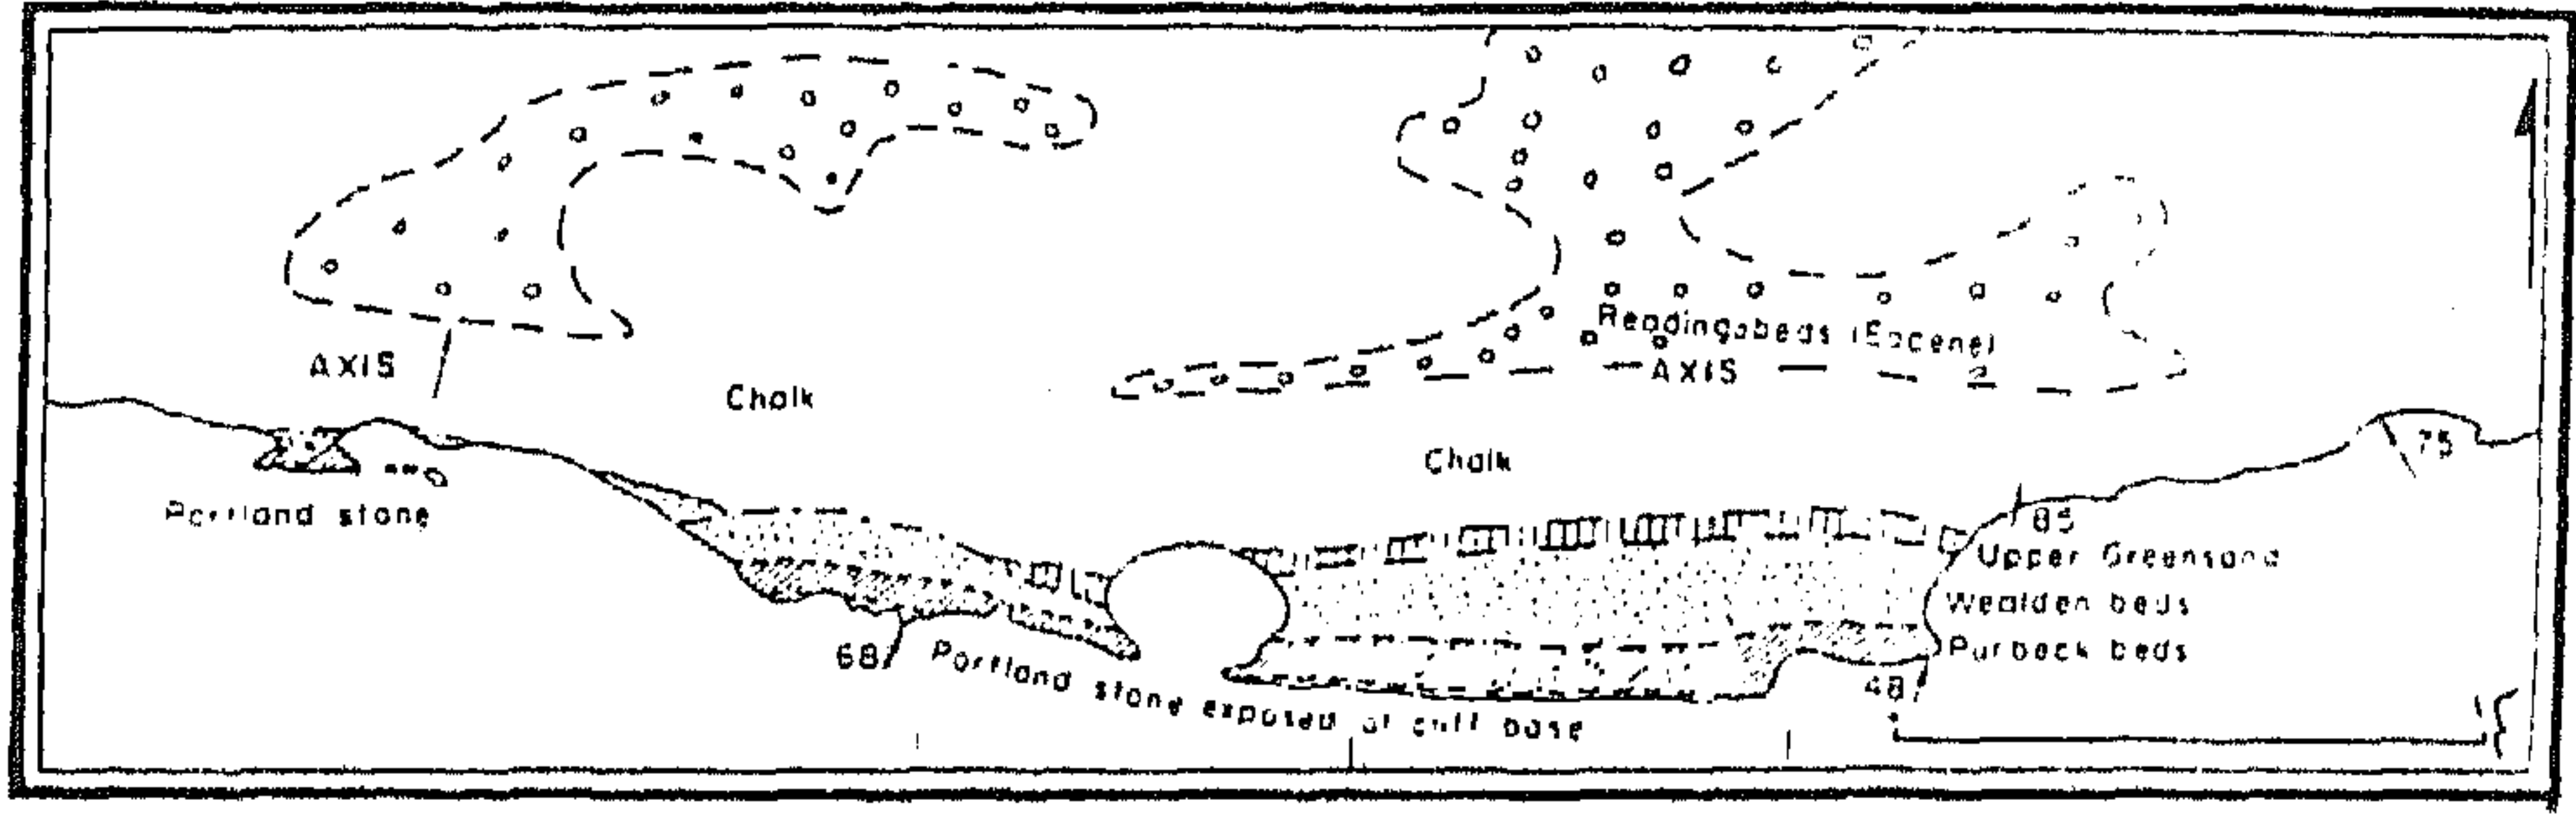 Readingsbeds (Eocene)
AXIS
AXIS
Chalk
Chalk
75
Portland stone
85
Upper Greensand
Wealden beds
Purbeck beds
68
Portland stone exposed at cliff base
48